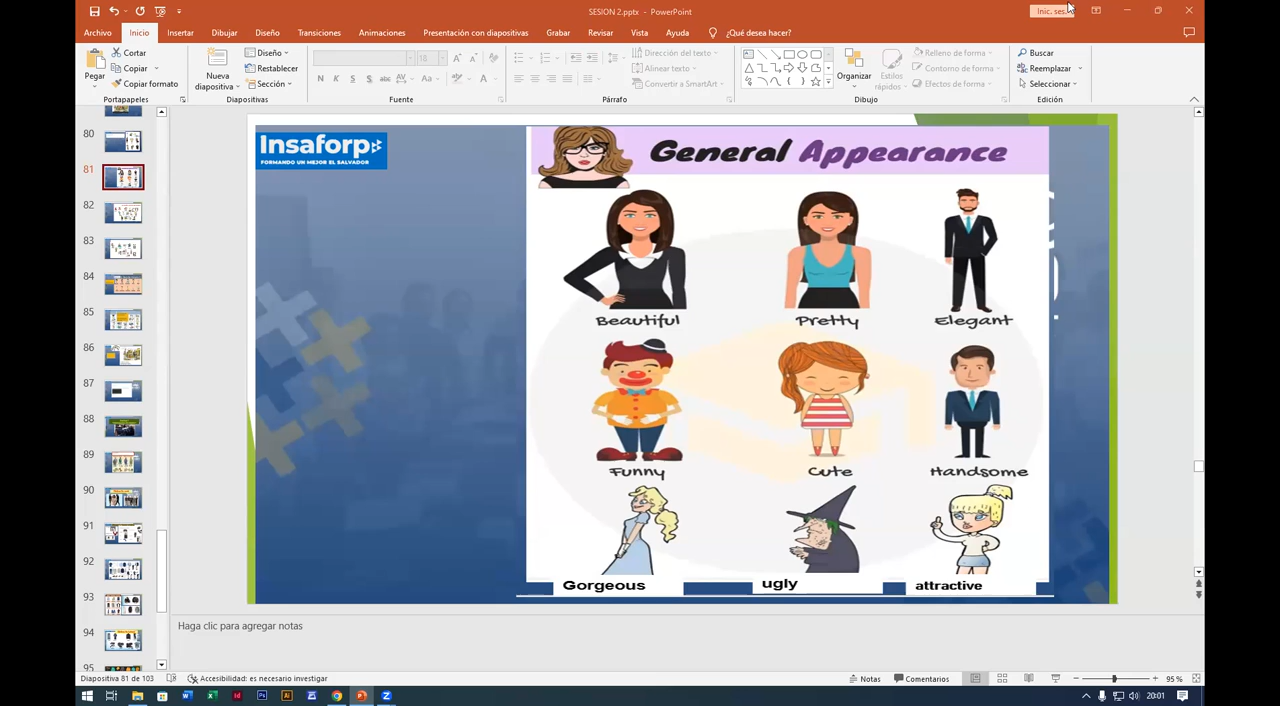 SESION 2.pptx - PowerPoint
Inic. ses.
Archivo Inicio Insertar Dibujar Diseño Transiciones Animaciones Presentación con diapositivas Grabar Revisar Vista Ayuda ¿Qué desea hacer?
Pegar
Cortar
Copiar
Copiar formato
Portapapeles
Nueva diapositiva
Diseño
Restablecer
Sección
Diapositivas
18
N K S S abc AV Aa A
Fuente
Dirección del texto
Alinear texto
Convertir a SmartArt
Párrafo
Organizar
Estilos rápidos
Relleno de forma
Contorno de forma
Efectos de forma
Dibujo
Buscar
Reemplazar
Seleccionar
Edición
80
81
82
83
84
85
86
87
88
89
90
91
92
93
94
95
Insaforp
FORMANDO UN MEJOR EL SALVADOR
General Appearance
Beautiful Pretty Elegant
Funny Cute Handsome
Gorgeous ugly attractive
Haga clic para agregar notas
Diapositiva 81 de 103 Accesibilidad: es necesario investigar Notas Comentarios 95 %
20:01